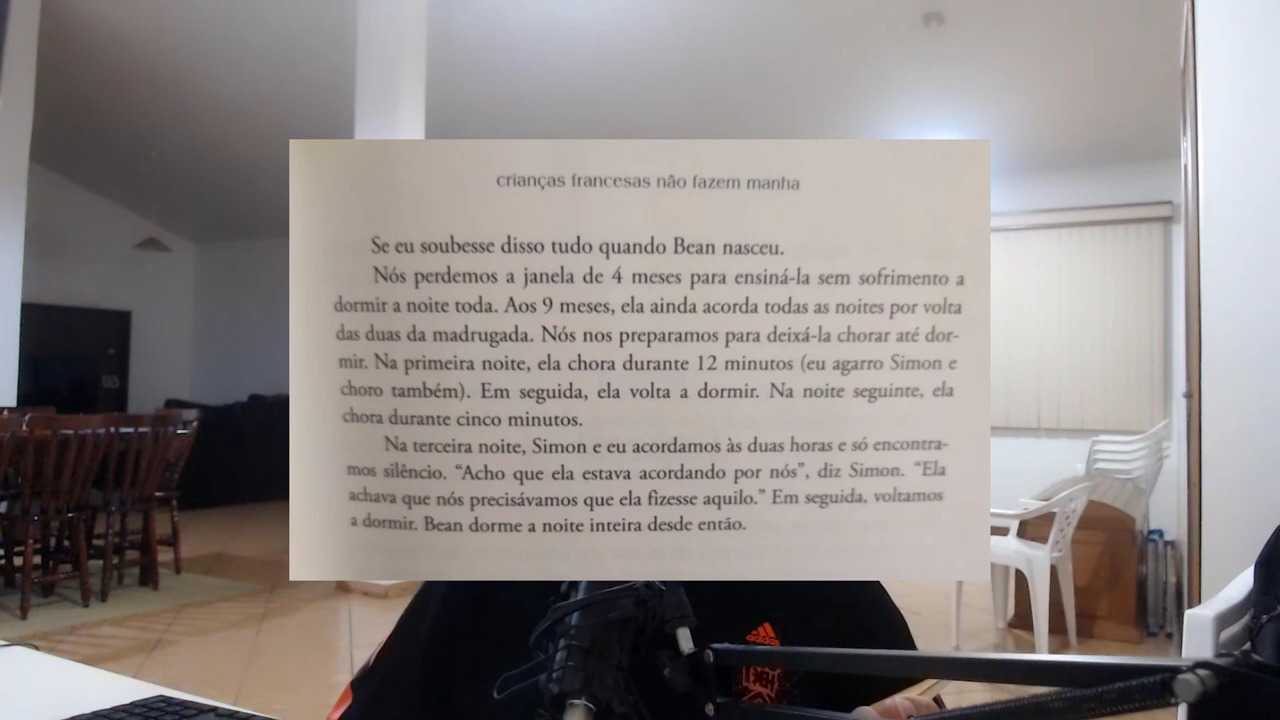 crianças francesas não fazem manha
Se eu soubesse disso tudo quando Bean nasceu.
Nós perdemos a janela de 4 meses para ensiná-la sem sofrimento a
dormir a noite toda. Aos 9 meses, ela ainda acorda todas as noites por volta
das duas da madrugada. Nós nos preparamos para deixá-la chorar até dor-
mir. Na primeira noite, ela chora durante 12 minutos (eu agarro Simon e
choro também). Em seguida, ela volta a dormir. Na noite seguinte, ela
chora durante cinco minutos.
Na terceira noite, Simon e eu acordamos às duas horas e só encontra-
mos silêncio. “Acho que ela estava acordando por nós”, diz Simon. “Ela
achava que nós precisávamos que ela fizesse aquilo.” Em seguida, voltamos
a dormir. Bean dorme a noite inteira desde então.
adidas